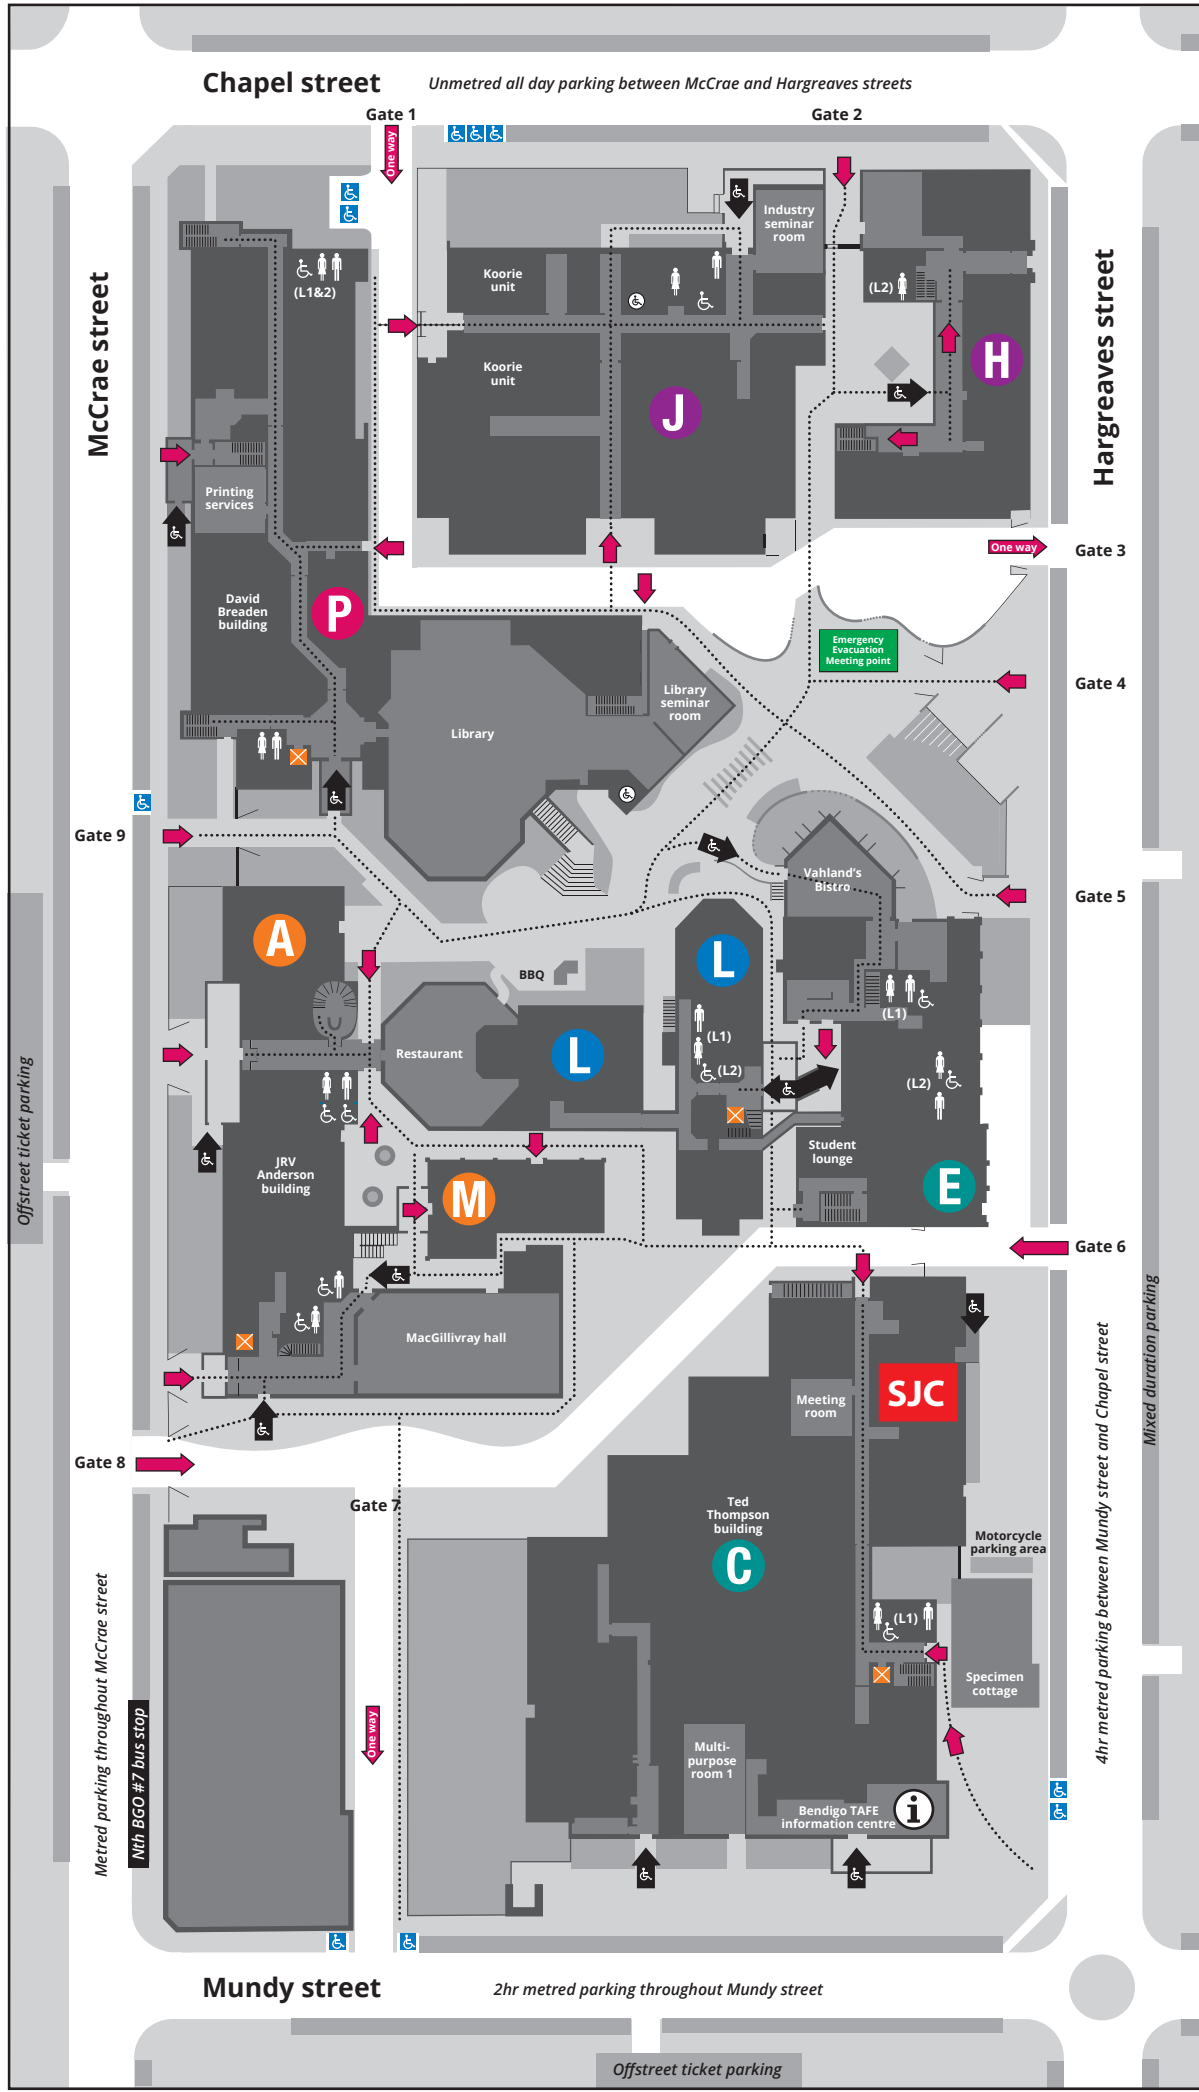 Chapel street
Unmetred all day parking between McCrae and Hargreaves streets
Gate 1
Gate 2
One way
Industry
seminar
room
Koorie
unit
(L1&2)
(L2)
McCrae street
Hargreaves street
H
Koorie
unit
J
Printing
services
One way
Gate 3
David
Breaden
building
P
Emergency
Evacuation
Meeting point
Gate 4
Library
seminar
room
Library
Gate 9
Vahland's
Bistro
Gate 5
A
L
BBQ
(L1)
(L1)
Restaurant
L
(L2)
(L2)
Offstreet ticket parking
Student
lounge
JRV
Anderson
building
E
M
Gate 6
MacGillivray hall
Mixed duration parking
4hr metred parking between Mundy street and Chapel street
SJC
Meeting
room
Gate 8
Gate 7
Ted
Thompson
building
C
Motorcycle
parking area
(L1)
Metred parking throughout McCrae street
Specimen
cottage
Nth BGO #7 bus stop
One way
Multi-
purpose
room 1
Bendigo TAFE
information centre
i
Mundy street
2hr metred parking throughout Mundy street
Offstreet ticket parking